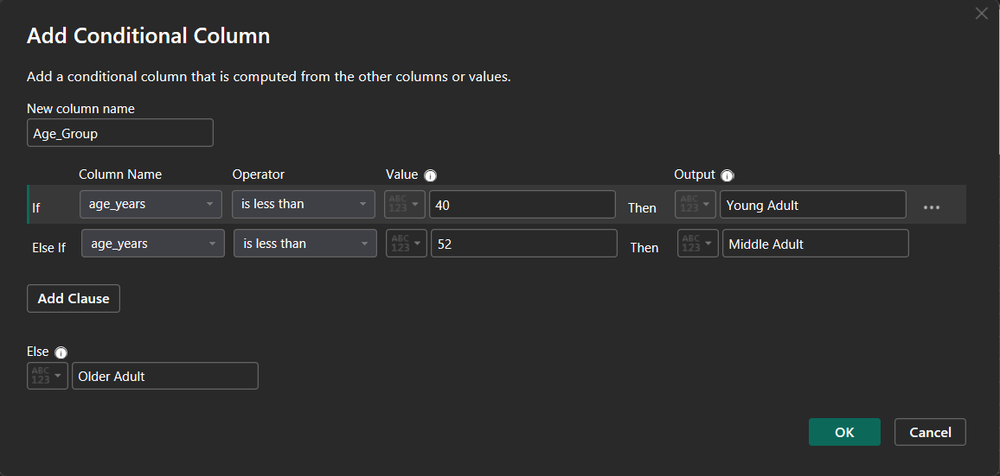 Add Conditional Column
Add a conditional column that is computed from the other columns or values.
New column name
Age_Group
Column Name Operator Value Output
If age_years is less than ABC 123 40 Then ABC 123 Young Adult ...
Else If age_years is less than ABC 123 52 Then ABC 123 Middle Adult
Add Clause
Else
ABC 123 Older Adult
OK Cancel